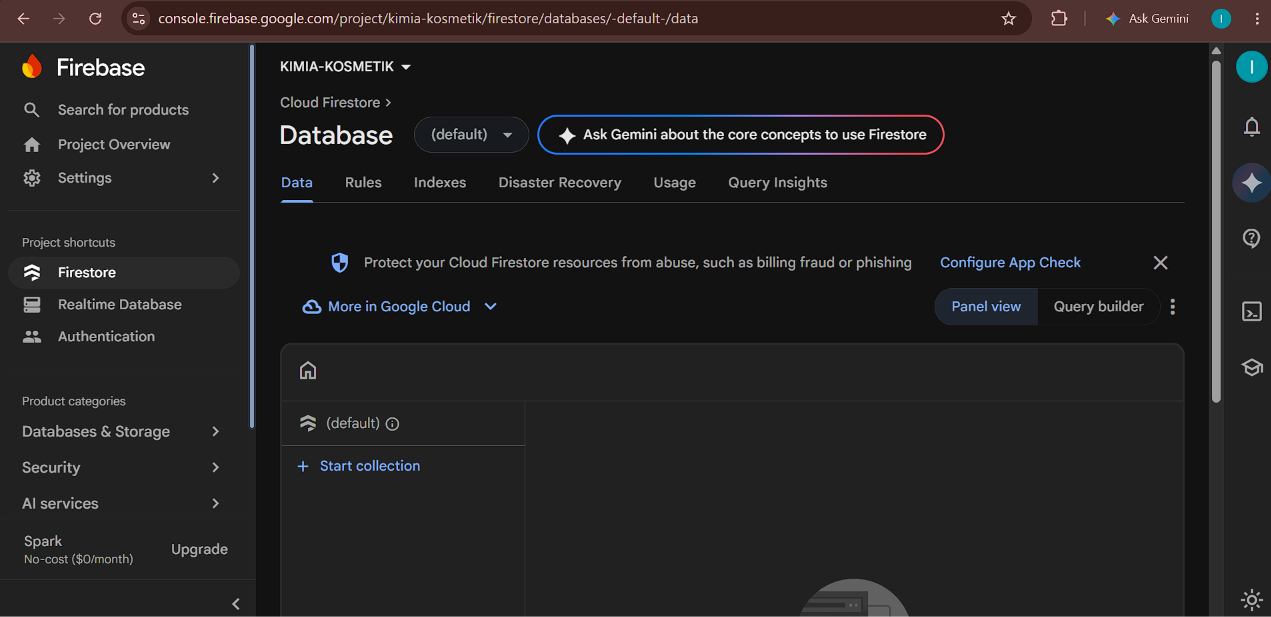 console.firebase.google.com/project/kimia-kosmetik/firestore/databases/-default-/data
Ask Gemini
I
Firebase
Search for products
Project Overview
Settings
Project shortcuts
Firestore
Realtime Database
Authentication
Product categories
Databases & Storage
Security
AI services
Spark
No-cost ($0/month)
Upgrade
KIMIA-KOSMETIK
Cloud Firestore
Database
(default)
Ask Gemini about the core concepts to use Firestore
Data Rules Indexes Disaster Recovery Usage Query Insights
Protect your Cloud Firestore resources from abuse, such as billing fraud or phishing Configure App Check
More in Google Cloud
Panel view Query builder
(default)
+ Start collection
I